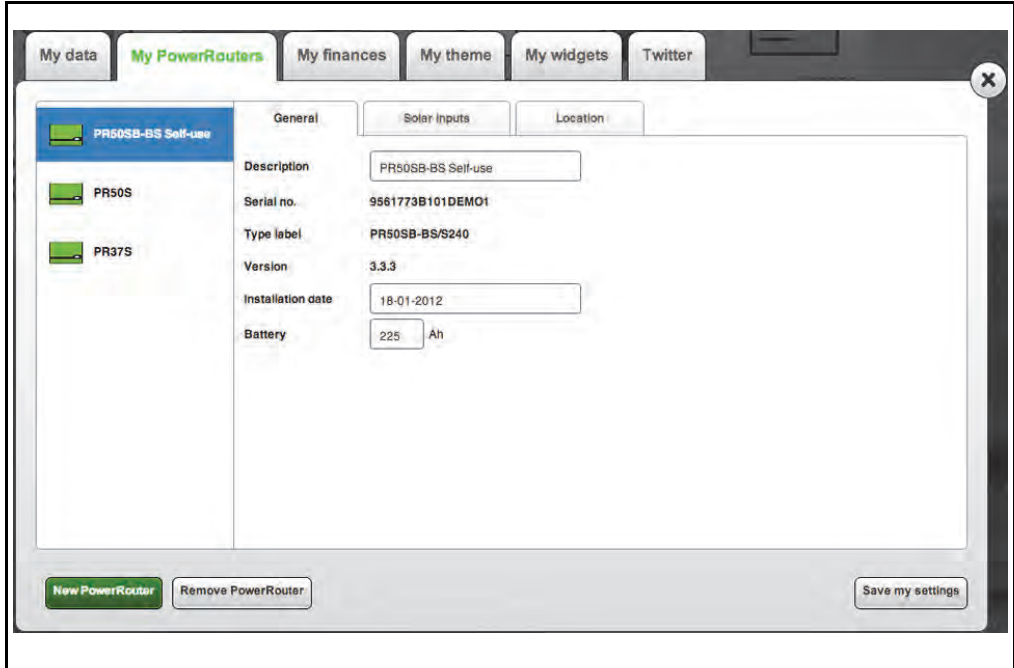 My data My PowerRouters My finances My theme My widgets Twitter
x
PR50SB-BS Self-use
PR50S
PR37S
General Solar inputs Location
Description PR50SB-BS Self-use
Serial no. 9561773B101DEMO1
Type label PR50SB-BS/S240
Version 3.3.3
Installation date 18-01-2012
Battery 225 Ah
New PowerRouter Remove PowerRouter Save my settings